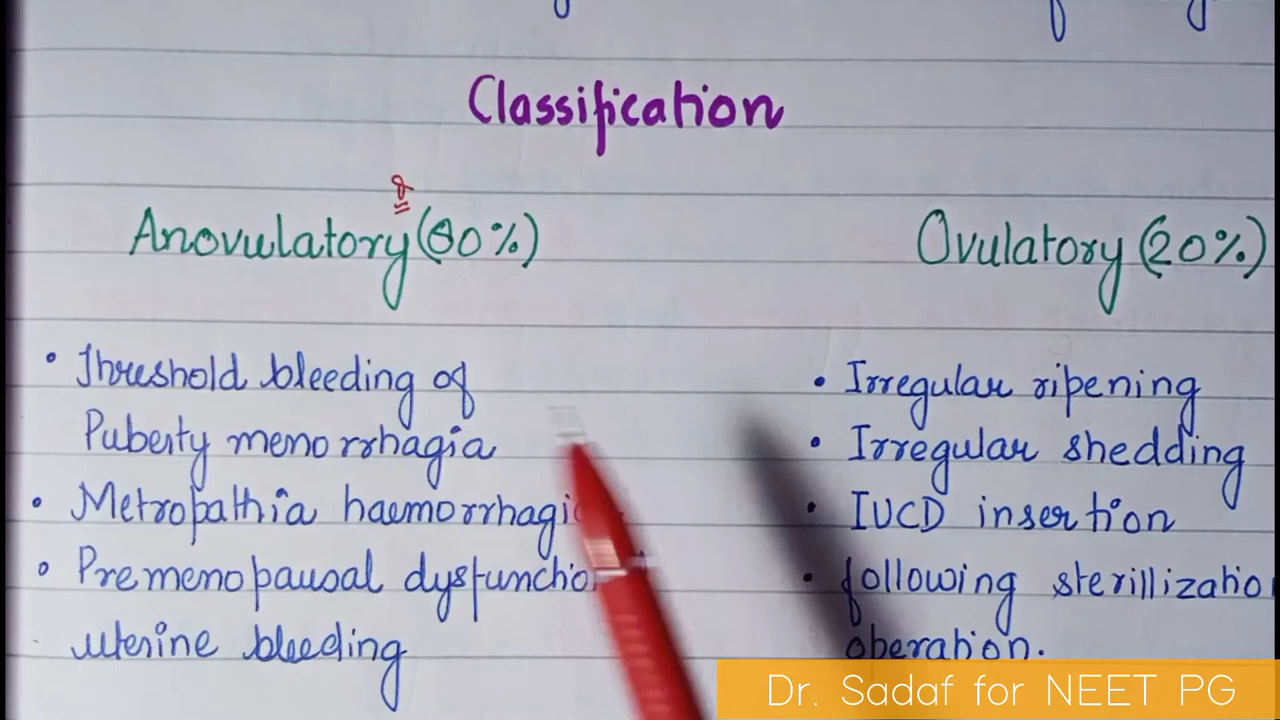 Classification
8
Anovulatory (80%)
Ovulatory (20%)
• Threshold bleeding of
Puberty menorrhagia
• Metropathia haemorrhagi
• Premenopausal dysfunctio
uterine bleeding
• Irregular ripening
• Irregular shedding
• IUCD insertion
• following sterillizatio
operation.
Dr. Sadaf for NEET PG